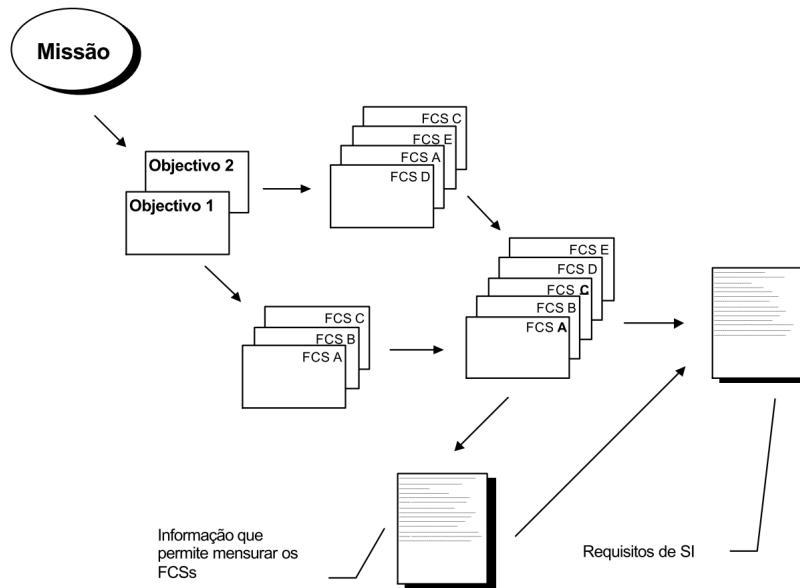 Missão
FCS C
FCS E
FCS A
FCS D
Objectivo 2
Objectivo 1
FCS E
FCS D
FCS C
FCS B
FCS A
FCS C
FCS B
FCS A
Informação que
permite mensurar os
FCSs
Requisitos de SI